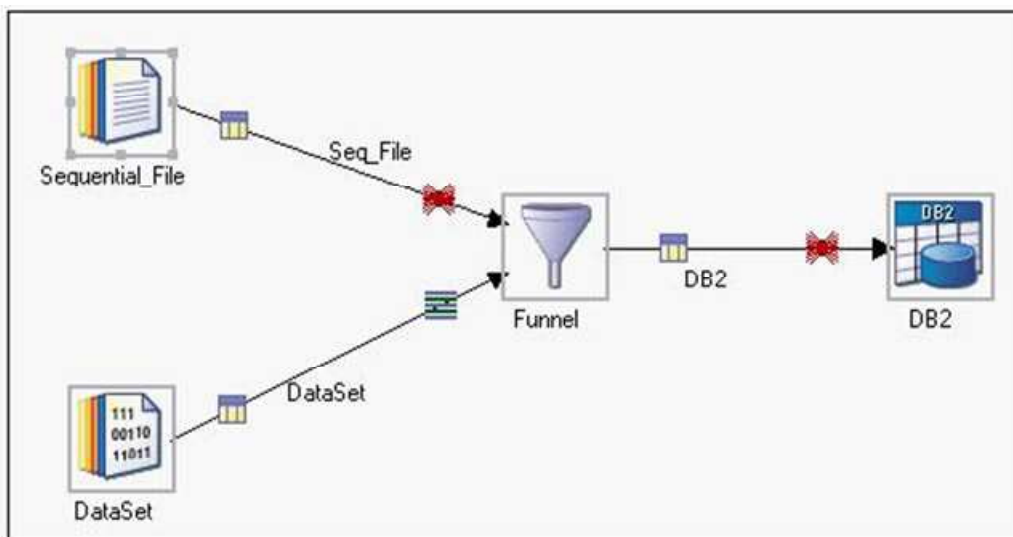 Seq_File
Sequential_File
DB2
DB2
Funnel
DB2
DataSet
111
00110
11011
DataSet